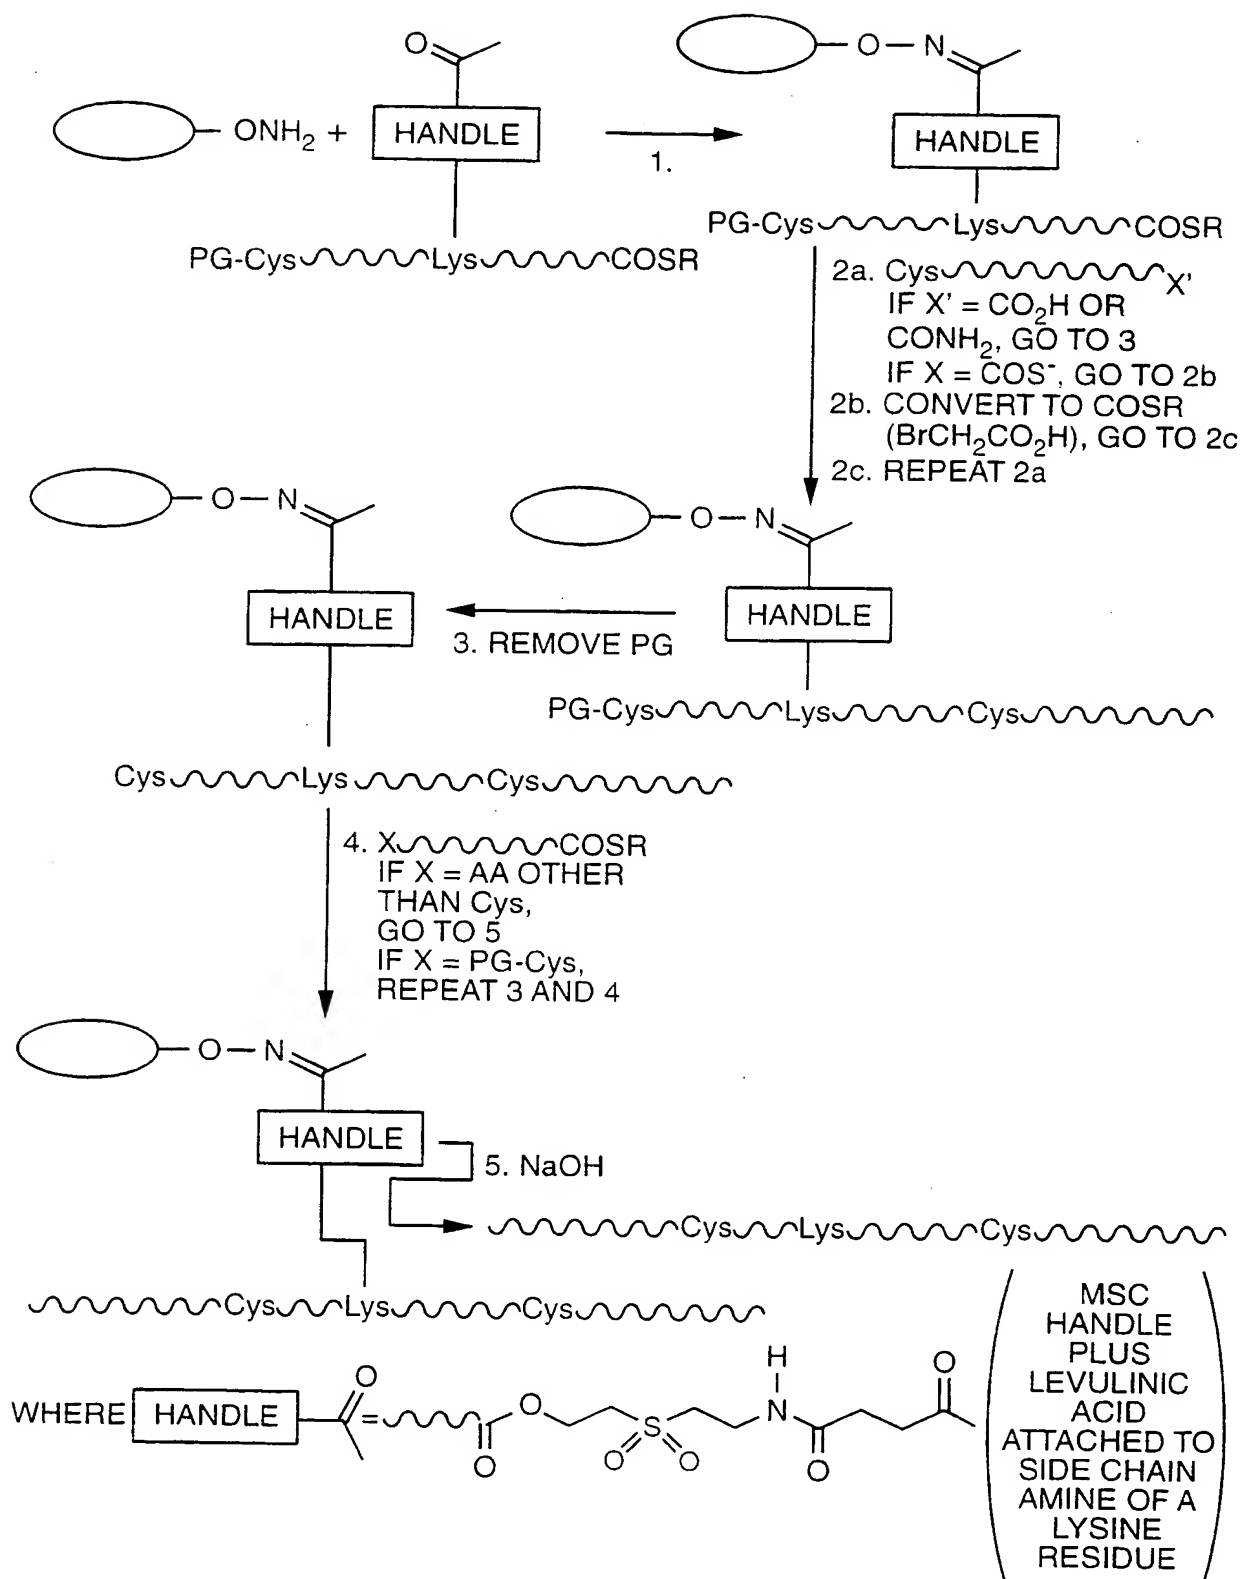 ONH2 +
O
HANDLE
PG-Cys Lys COSR
1.
O-N
HANDLE
PG-Cys Lys COSR
2a. Cys X'
IF X' = CO2H OR
CONH2, GO TO 3
IF X = COS-, GO TO 2b
2b. CONVERT TO COSR
(BrCH2CO2H), GO TO 2c
2c. REPEAT 2a
O-N
HANDLE
PG-Cys Lys Cys
3. REMOVE PG
O-N
HANDLE
Cys Lys Cys
4. X COSR
IF X = AA OTHER
THAN Cys,
GO TO 5
IF X = PG-Cys,
REPEAT 3 AND 4
O-N
HANDLE
5. NaOH
Cys Lys Cys
Cys Lys Cys
WHERE HANDLE O = O O S O O N H O O
MSC
HANDLE
PLUS
LEVULINIC
ACID
ATTACHED TO
SIDE CHAIN
AMINE OF A
LYSINE
RESIDUE